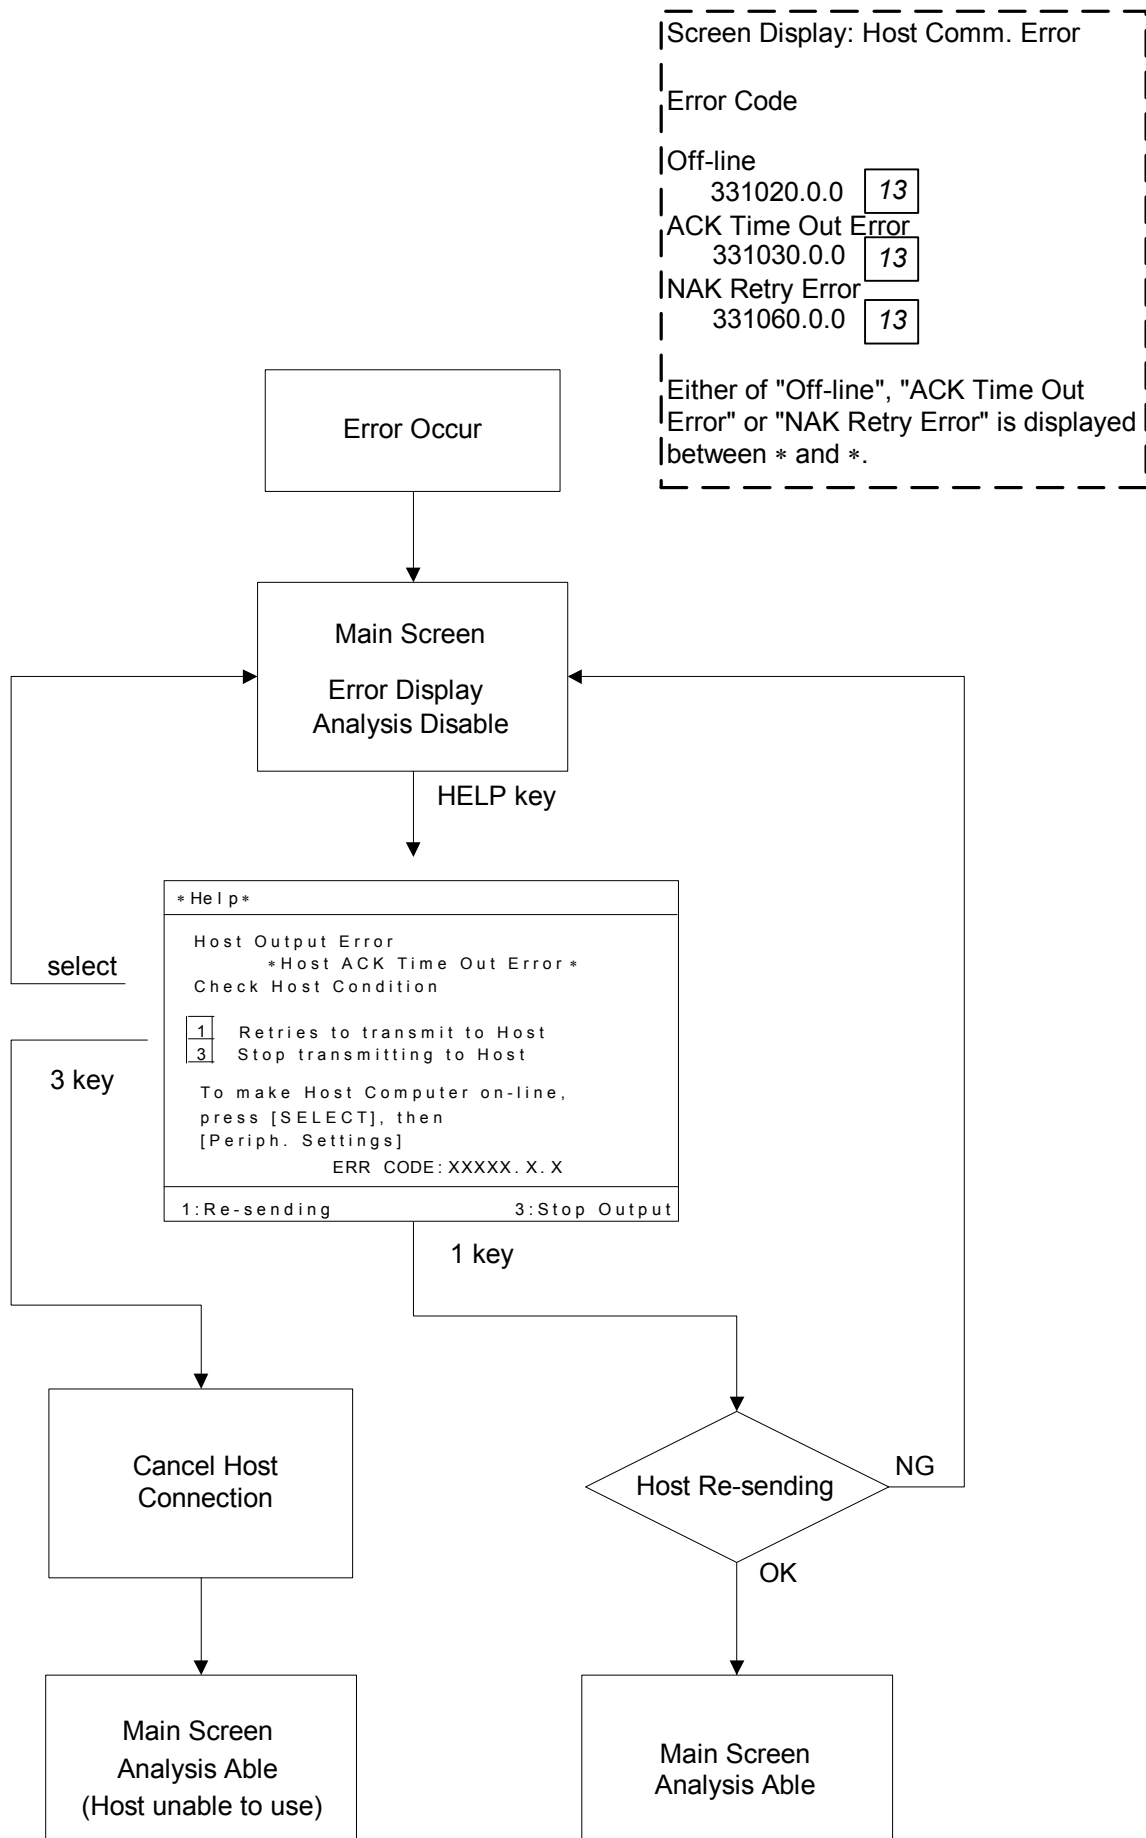 Screen Display: Host Comm. Error
Error Code
Off-line
331020.0.0 13
ACK Time Out Error
331030.0.0 13
NAK Retry Error
331060.0.0 13
Either of "Off-line", "ACK Time Out
Error" or "NAK Retry Error" is displayed
between * and *.
Error Occur
Main Screen
Error Display
Analysis Disable
HELP key
*Help*
Host Output Error
*Host ACK Time Out Error*
Check Host Condition
1 Retries to transmit to Host
3 Stop transmitting to Host
To make Host Computer on-line,
press [SELECT], then
[Periph. Settings]
ERR CODE:XXXXX.X.X
1:Re-sending 3:Stop Output
select
3 key
1 key
Cancel Host
Connection
Host Re-sending
NG
OK
Main Screen
Analysis Able
(Host unable to use)
Main Screen
Analysis Able